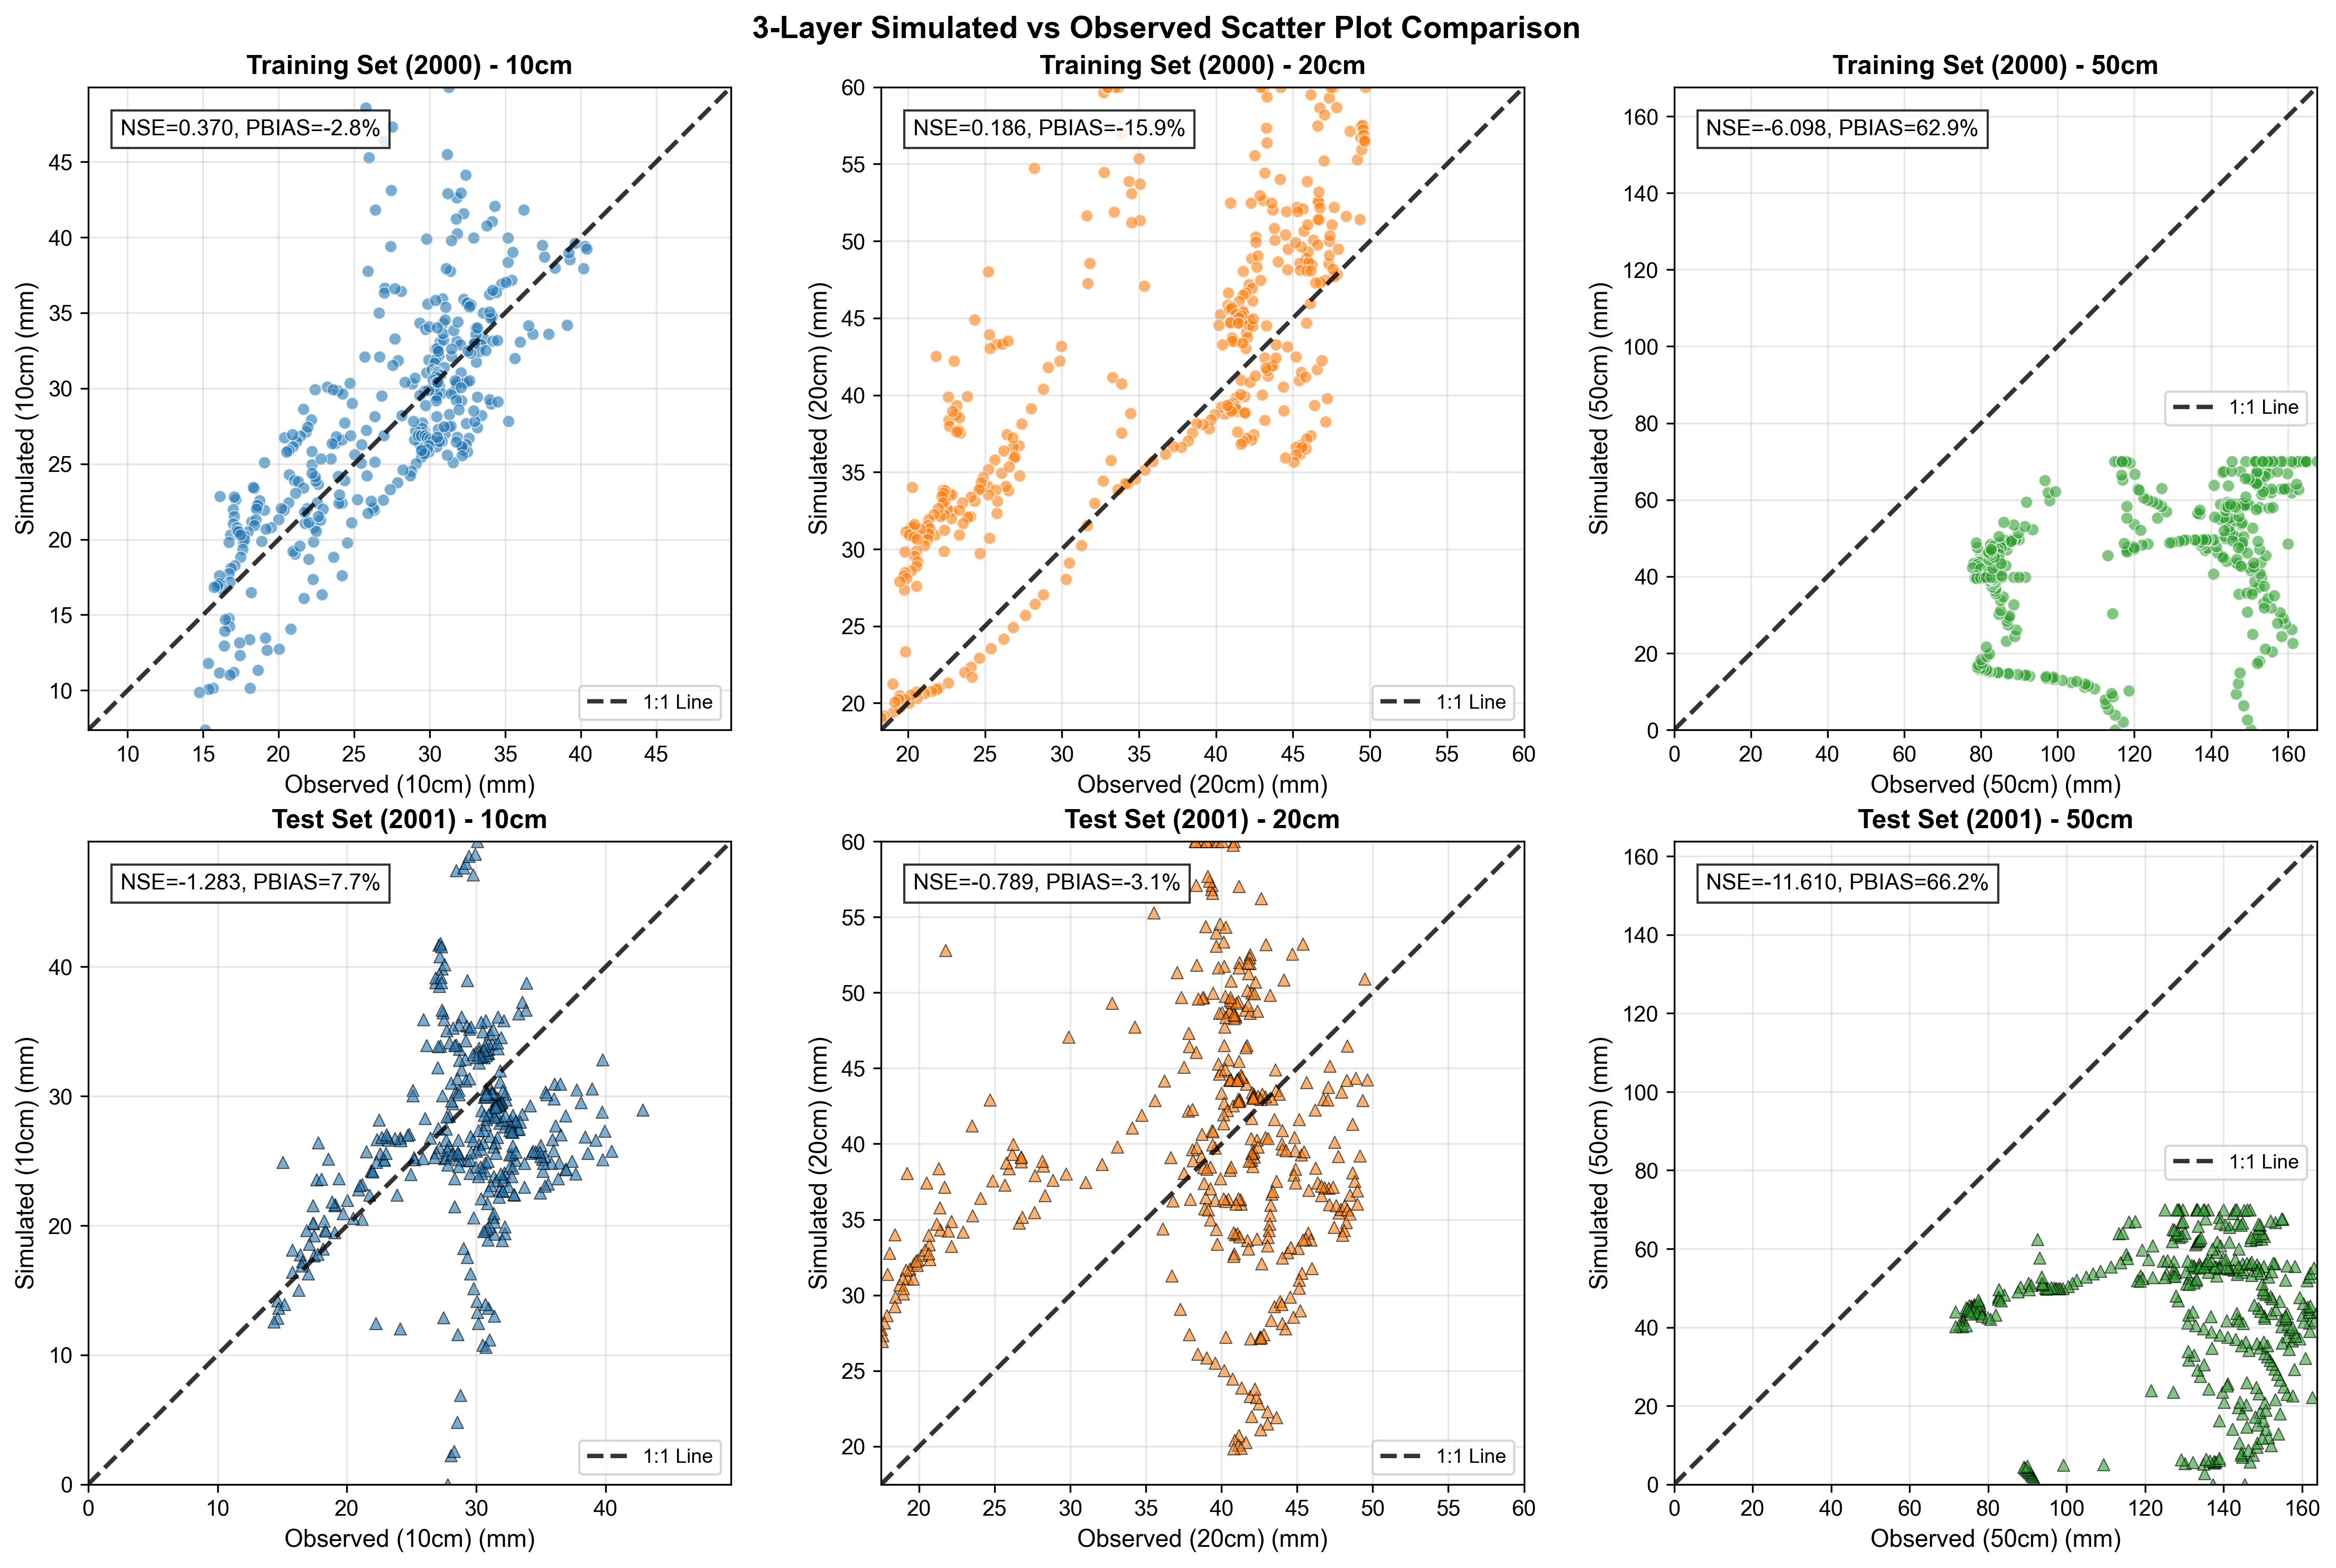 3-Layer Simulated vs Observed Scatter Plot Comparison
Training Set (2000) - 10cm
NSE=0.370, PBIAS=-2.8%
45
40
35
30
25
20
15
10
Simulated (10cm) (mm)
1:1 Line
10 15 20 25 30 35 40 45
Observed (10cm) (mm)
Training Set (2000) - 20cm
NSE=0.186, PBIAS=-15.9%
60
55
50
45
40
35
30
25
20
Simulated (20cm) (mm)
1:1 Line
20 25 30 35 40 45 50 55 60
Observed (20cm) (mm)
Training Set (2000) - 50cm
NSE=-6.098, PBIAS=62.9%
160
140
120
100
80
60
40
20
0
Simulated (50cm) (mm)
1:1 Line
0 20 40 60 80 100 120 140 160
Observed (50cm) (mm)
Test Set (2001) - 10cm
NSE=-1.283, PBIAS=7.7%
40
30
20
10
0
Simulated (10cm) (mm)
1:1 Line
0 10 20 30 40
Observed (10cm) (mm)
Test Set (2001) - 20cm
NSE=-0.789, PBIAS=-3.1%
60
55
50
45
40
35
30
25
20
Simulated (20cm) (mm)
1:1 Line
20 25 30 35 40 45 50 55 60
Observed (20cm) (mm)
Test Set (2001) - 50cm
NSE=-11.610, PBIAS=66.2%
160
140
120
100
80
60
40
20
0
Simulated (50cm) (mm)
1:1 Line
0 20 40 60 80 100 120 140 160
Observed (50cm) (mm)